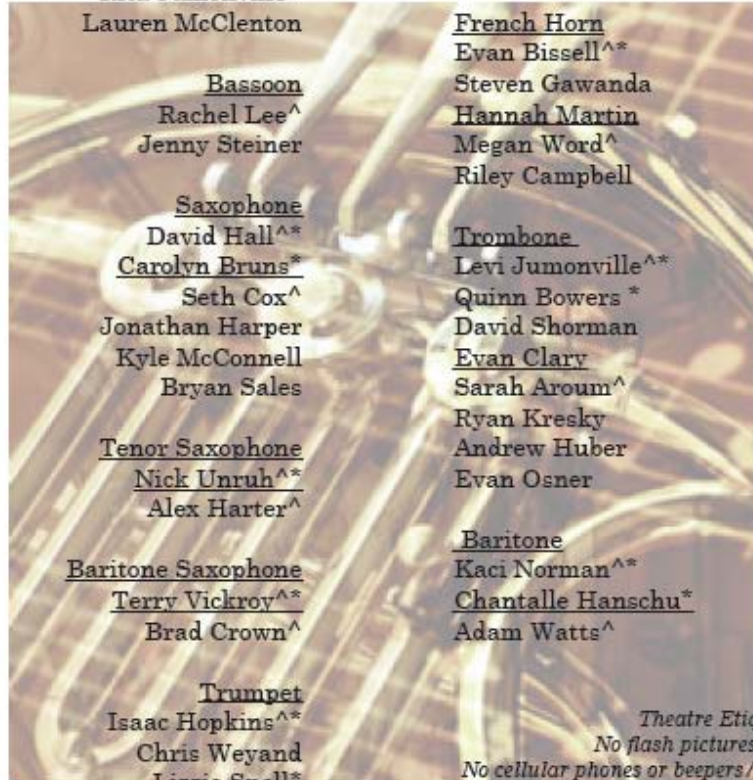 Lauren McClenton
Bassoon
Rachel Lee^
Jenny Steiner
Saxophone
David Hall^*
Carolyn Bruns*
Seth Cox^
Jonathan Harper
Kyle McConnell
Bryan Sales
Tenor Saxophone
Nick Unruh^*
Alex Harter^
Baritone Saxophone
Terry Vickroy^*
Brad Crown^
Trumpet
Isaac Hopkins^*
Chris Weyand
French Horn
Evan Bissell^*
Steven Gawanda
Hannah Martin
Megan Word^
Riley Campbell
Trombone
Levi Jumonville^*
Quinn Bowers *
David Shorman
Evan Clary
Sarah Aroum^
Ryan Kresky
Andrew Huber
Evan Osner
Baritone
Kaci Norman^*
Chantalle Hanschu*
Adam Watts^
Theatre
No flash pictures
No cellular phones or beepers